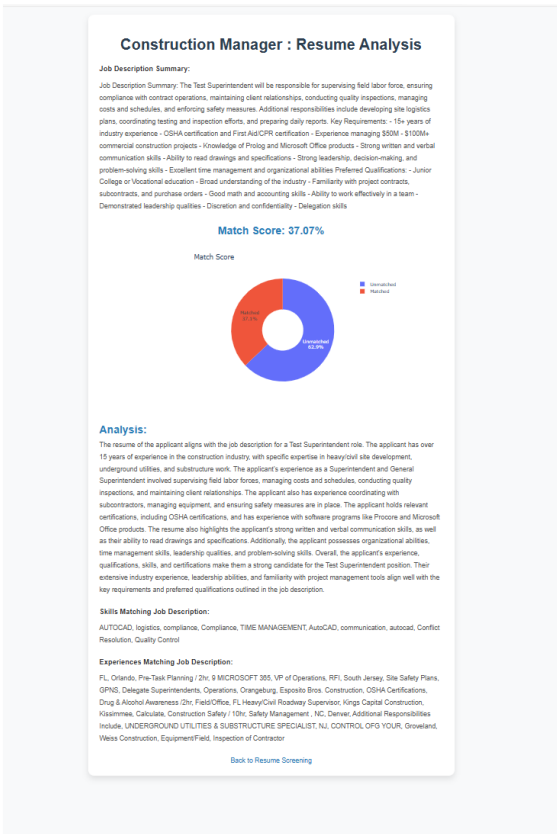 Construction Manager : Resume Analysis
Job Description Summary:
Job Description Summary: The Test Superintendent will be responsible for supervising field labor force, ensuring
compliance with contract operations, maintaining client relationships, conducting quality inspections, managing
costs and schedules, and enforcing safety measures. Additional responsibilities include developing site logistics
plans, coordinating testing and inspection efforts, and preparing daily reports. Key Requirements: - 15+ years of
industry experience - OSHA certification and First Aid/CPR certification - Experience managing $50M - $100M+
commercial construction projects - Knowledge of Prolog and Microsoft Office products - Strong written and verbal
communication skills - Ability to read drawings and specifications - Strong leadership, decision-making, and
problem-solving skills - Excellent time management and organizational abilities Preferred Qualifications: - Junior
College or Vocational education - Broad understanding of the industry - Familiarity with project contracts,
subcontracts, and purchase orders - Good math and accounting skills - Ability to work effectively in a team -
Demonstrated leadership qualities - Discretion and confidentiality - Delegation skills
Match Score: 37.07%
Match Score
Unmatched
Matched
Matched
37.1%
Unmatched
62.9%
Analysis:
The resume of the applicant aligns with the job description for a Test Superintendent role. The applicant has over
15 years of experience in the construction industry, with specific expertise in heavy/civil site development,
underground utilities, and substructure work. The applicant's experience as a Superintendent and General
Superintendent involved supervising field labor forces, managing costs and schedules, conducting quality
inspections, and maintaining client relationships. The applicant also has experience coordinating with
subcontractors, managing equipment, and ensuring safety measures are in place. The applicant holds relevant
certifications, including OSHA certifications, and has experience with software programs like Procore and Microsoft
Office products. The resume also highlights the applicant's strong written and verbal communication skills, as well
as their ability to read drawings and specifications. Additionally, the applicant possesses organizational abilities,
time management skills, leadership qualities, and problem-solving skills. Overall, the applicant's experience,
qualifications, skills, and certifications make them a strong candidate for the Test Superintendent position. Their
extensive industry experience, leadership abilities, and familiarity with project management tools align well with the
key requirements and preferred qualifications outlined in the job description.
Skills Matching Job Description:
AUTOCAD, logistics, compliance, Compliance, TIME MANAGEMENT, AutoCAD, communication, autocad, Conflict
Resolution, Quality Control
Experiences Matching Job Description:
FL, Orlando, Pre-Task Planning / 2hr, 9 MICROSOFT 365, VP of Operations, RFI, South Jersey, Site Safety Plans,
GPNS, Delegate Superintendents, Operations, Orangeburg, Esposito Bros. Construction, OSHA Certifications,
Drug & Alcohol Awareness /2hr, Field/Office, FL Heavy/Civil Roadway Supervisor, Kings Capital Construction,
Kissimmee, Calculate, Construction Safety / 10hr, Safety Management , NC, Denver, Additional Responsibilities
Include, UNDERGROUND UTILITIES & SUBSTRUCTURE SPECIALIST, NJ, CONTROL OFG YOUR, Groveland,
Weiss Construction, Equipment/Field, Inspection of Contractor
Back to Resume Screening